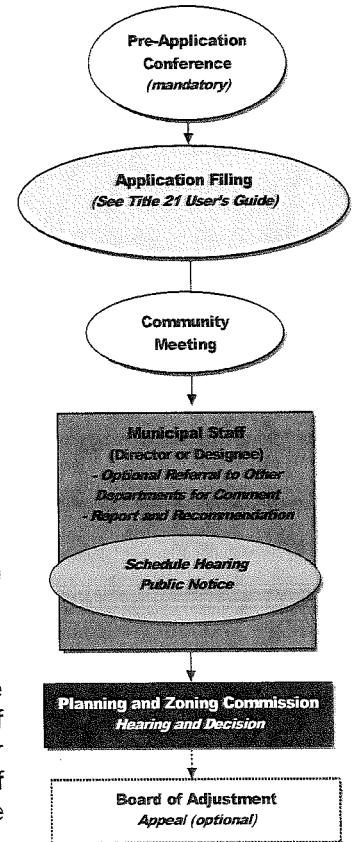 Pre-Application
Conference
(mandatory)
Application Filing
(See Title 21 User's Guide)
Community
Meeting
Municipal Staff
(Director or Designee)
- Optional Referral to Other
Departments for Comment
- Report and Recommendation
Schedule Hearing
Public Notice
Planning and Zoning Commission
Hearing and Decision
Board of Adjustment
Appeal (optional)